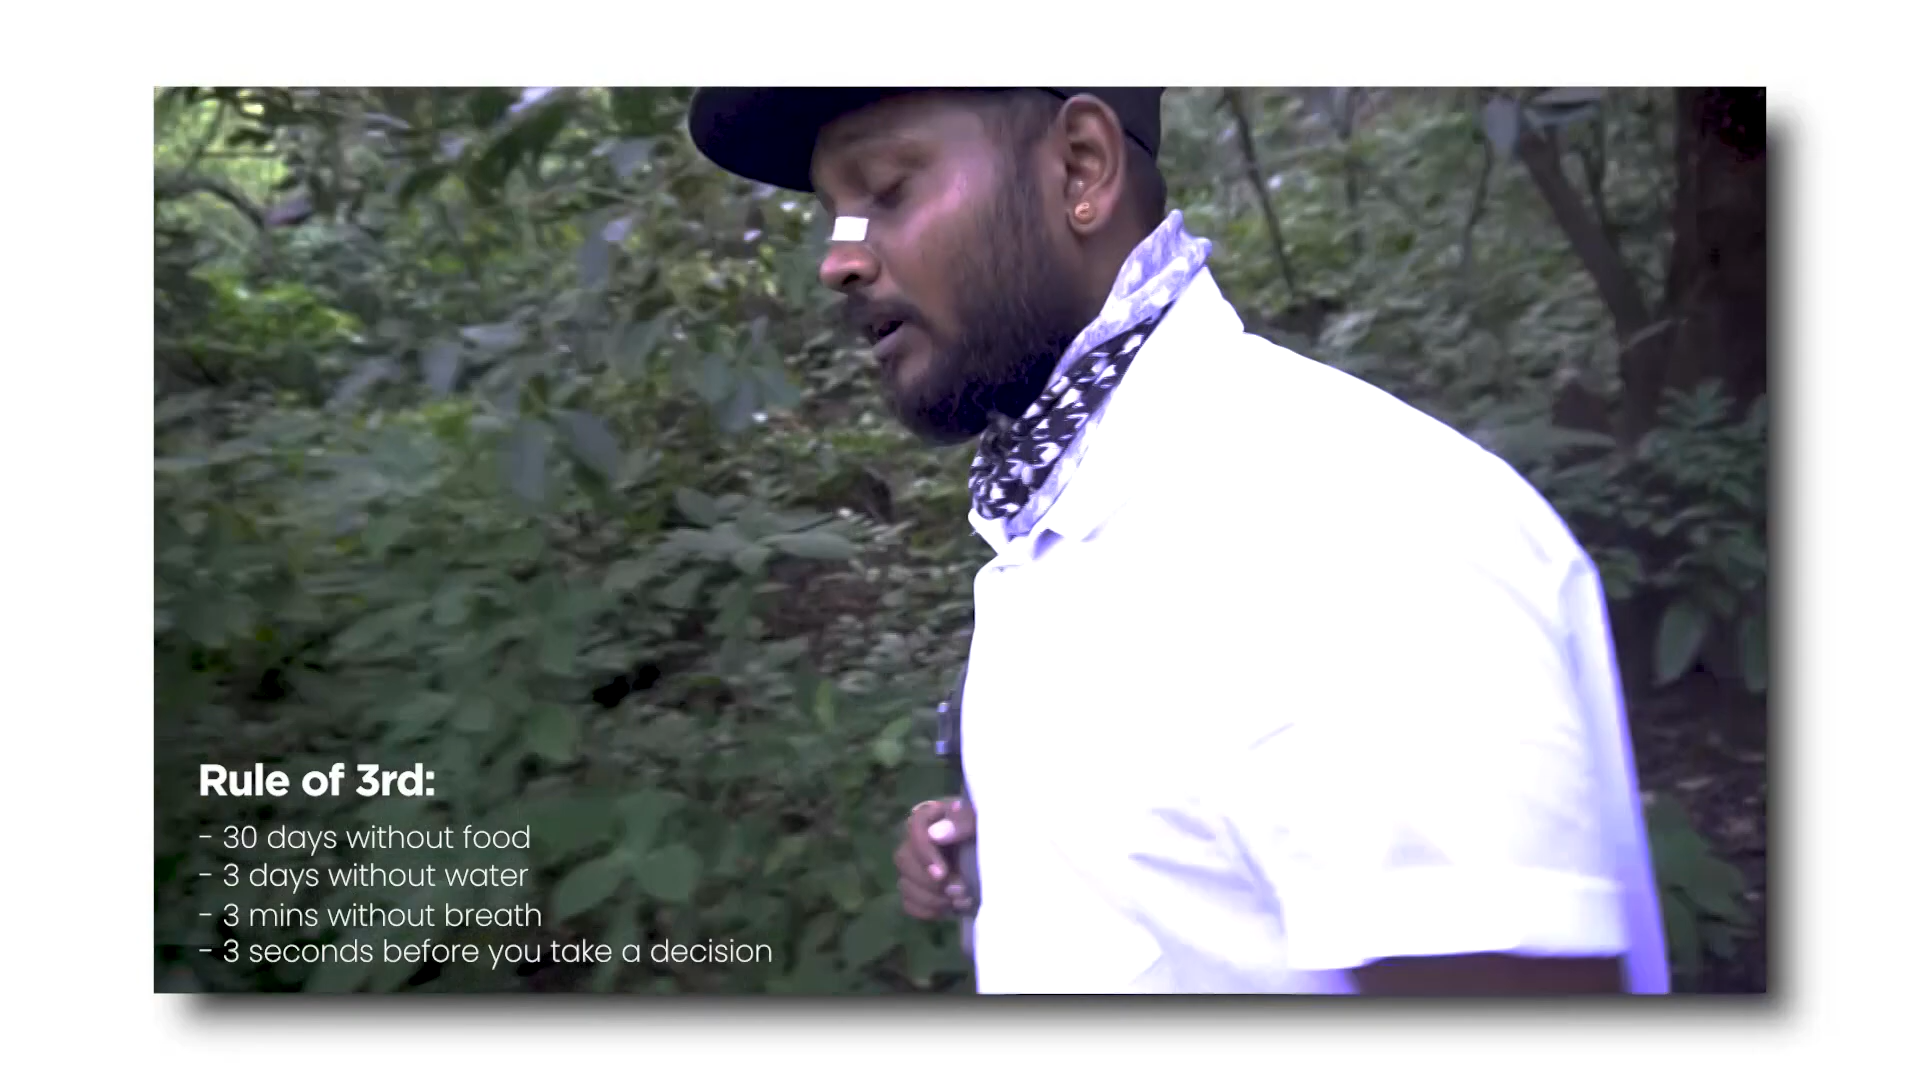 Rule of 3rd:
- 30 days without food
- 3 days without water
- 3 mins without breath
- 3 seconds before you take a decision